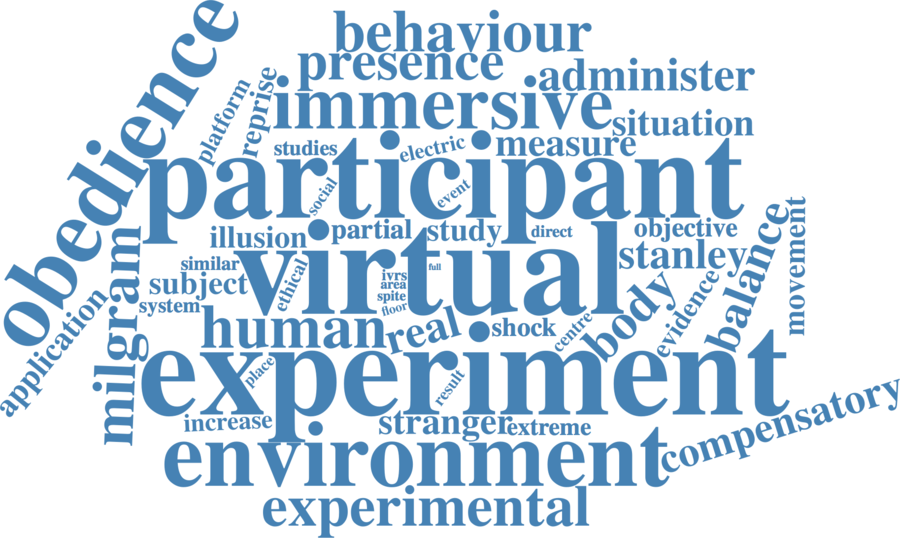 obedience
behaviour
presence
administer
platform
reprise
immersive
situation
studies
electric
measure
participant
social
event
illusion
partial
study
direct
objective
movement
balance
stanley
virtual
similar
subject
system
ethical
ivrs
area
spite
floor
full
body
evidence
application
milgram
human
real
shock
centre
experiment
place
result
increase
stranger
extreme
compensatory
environment
experimental